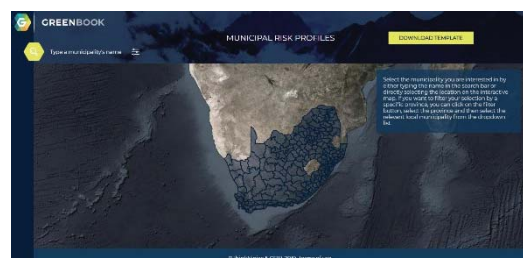 GREENBOOK
MUNICIPAL RISK PROFILES
DOWNLOAD TEMPLATE
Type a municipality's name
Select the municipality you are interested in by
either typing the name in the search bar or
directly selecting the location on the interactive
map. If you want to filter your selection by a
specific province, you can click on the filter
button, select the province and then select the
relevant local municipality from the dropdown
list.